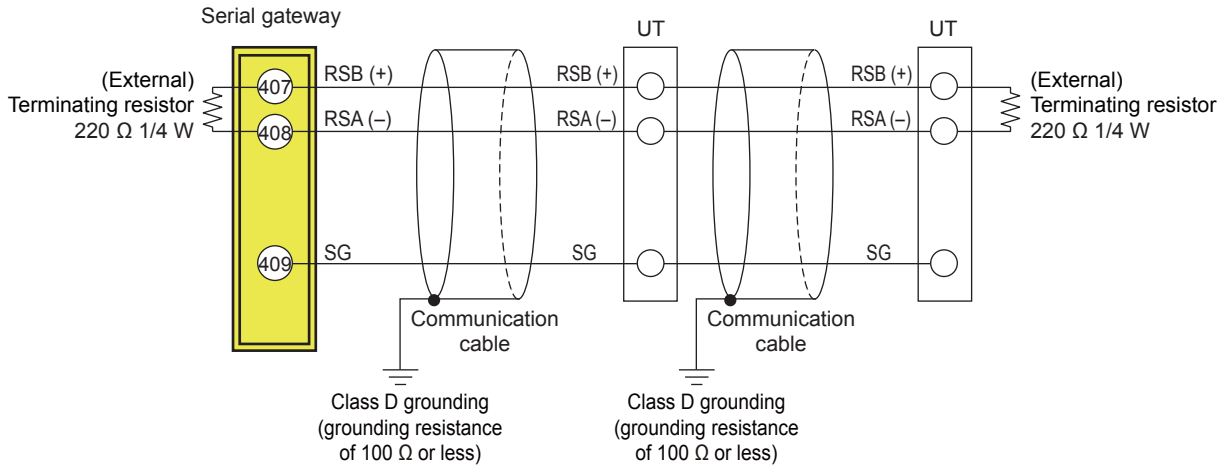 Serial gateway
UT
UT
(External)
Terminating resistor
220 Ω 1/4 W
407
RSB (+)
RSB (+)
RSB (+)
(External)
Terminating resistor
220 Ω 1/4 W
408
RSA (–)
RSA (–)
RSA (–)
409
SG
SG
SG
Communication
cable
Communication
cable
Class D grounding
(grounding resistance
of 100 Ω or less)
Class D grounding
(grounding resistance
of 100 Ω or less)